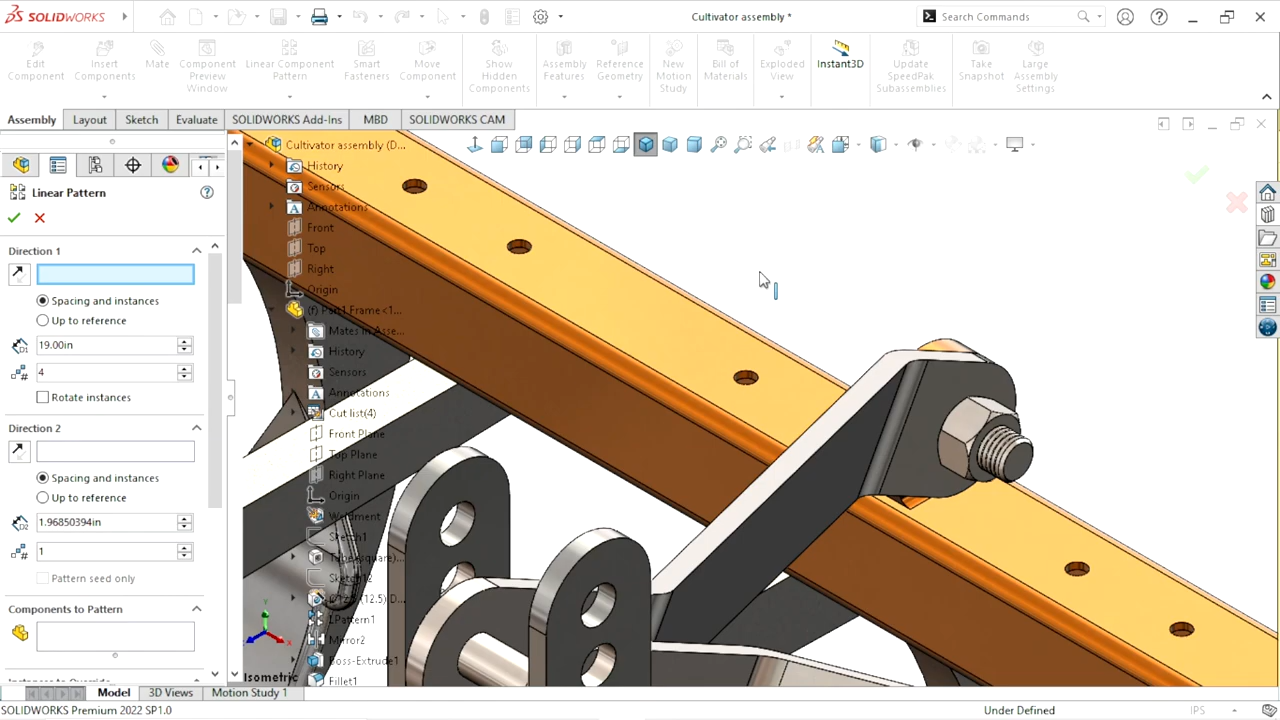 SOLIDWORKS
Cultivator assembly *
Search Commands
Edit Component
Insert Components
Mate
Component Preview Window
Linear Component Pattern
Smart Fasteners
Move Component
Show Hidden Components
Assembly Features
Reference Geometry
New Motion Study
Bill of Materials
Exploded View
Instant3D
Update SpeedPak Subassemblies
Take Snapshot
Large Assembly Settings
Assembly
Layout
Sketch
Evaluate
SOLIDWORKS Add-Ins
MBD
SOLIDWORKS CAM
Linear Pattern
Direction 1
Spacing and instances
Up to reference
19.00in
4
Rotate instances
Direction 2
Spacing and instances
Up to reference
1.96850394in
1
Pattern seed only
Components to Pattern
Cultivator assembly (D...
History
Sensors
Annotations
Front
Top
Right
Origin
(f) Part1 Frame<1...
Mates in Asse...
History
Sensors
Annotations
Cut list(4)
Front Plane
Top Plane
Right Plane
Origin
Weldment
Sketch1
Tube (square)...
Sketch12
(12.5) D...
LPattern1
Mirror2
Boss-Extrude1
Fillet1
*Isometric
Model
3D Views
Motion Study 1
SOLIDWORKS Premium 2022 SP1.0
Under Defined
IPS